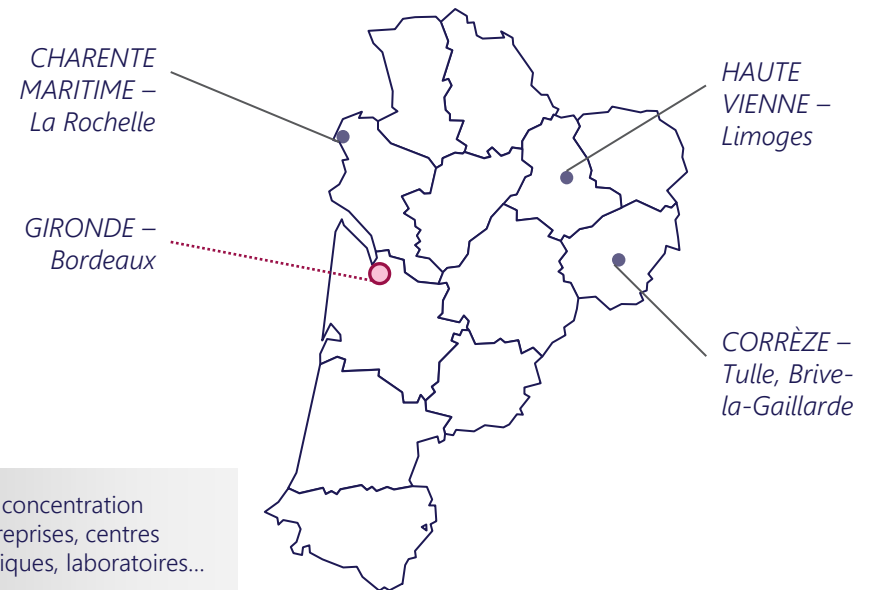 CHARENTE
MARITIME –
La Rochelle
HAUTE
VIENNE –
Limoges
GIRONDE –
Bordeaux
CORRÈZE –
Tulle, Brive-
la-Gaillarde
concentration
reprises, centres
iques, laboratoires...